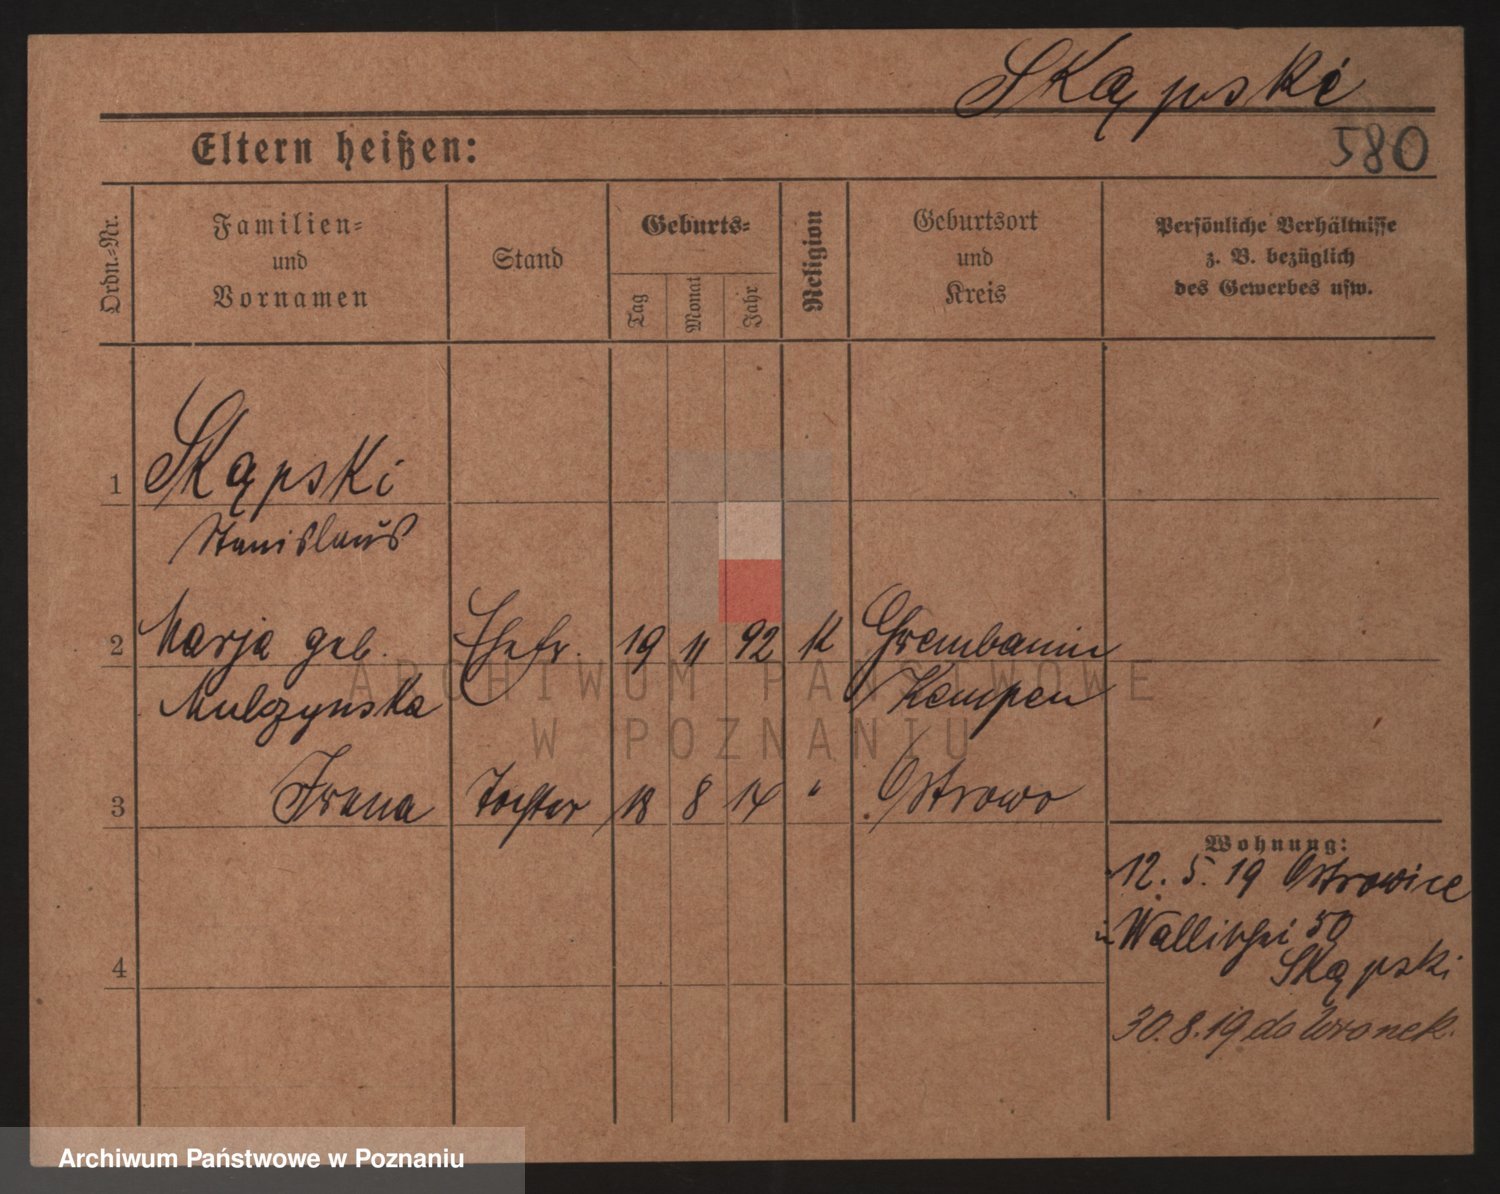 Skąpski
580
Eltern heißen:
Ordn.-Nr.
Familien-
und
Vornamen
Stand
Geburts-
Tag
Monat
Jahr
Religion
Geburtsort
und
Kreis
Persönliche Verhältnisse
z. B. bezüglich
des Gewerbes usw.
1 Skąpski
Stanislaus
2 Marja geb. Ehefr. 19 11 92 K Grembanin
Mulczynska Kempen
3 Irena Tochter 18 8 14 " Ostrowo
Wohnung:
12. 5. 19 Ostrowice
Wallischei 50
Skąpski
4
30.8.19 do Wronek.
ARCHIWUM PAŃSTWOWE
W POZNANIU
Archiwum Państwowe w Poznaniu